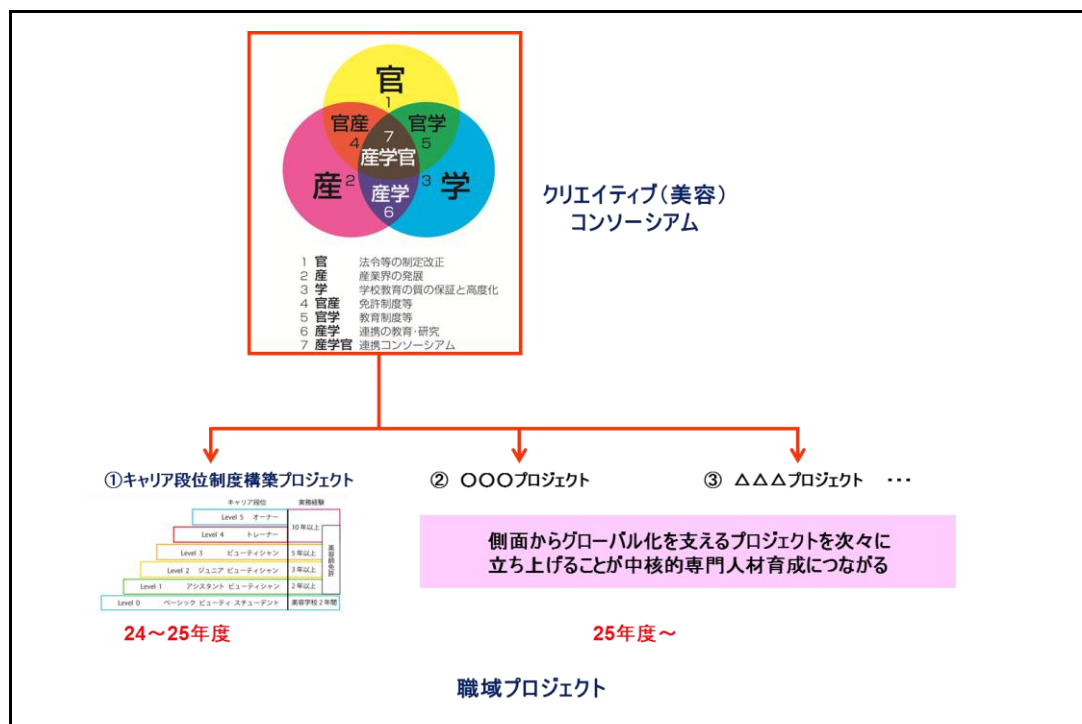 官
1
官産
4
7
産学官
官学
5
産 2
3 学
産学
6
クリエイティブ(美容)
コンソーシアム
1 官 法令等の制定改正
2 産 産業界の発展
3 学 学校教育の質の保証と高度化
4 官産 免許制度等
5 官学 教育制度等
6 産学 連携の教育・研究
7 産学官 連携コンソーシアム
①キャリア段位制度構築プロジェクト
② 〇〇〇プロジェクト
③ △△△プロジェクト …
キャリア段位 実務経験
Level 5 オーナー
10年以上
Level 4 トレーナー
Level 3 ビューティシャン 5年以上
Level 2 ジュニア ビューティシャン 3年以上
Level 1 アシスタント ビューティシャン 2年以上
美容師免許
Level 0 ベーシック ビューティ スチューデント 美容学校2年間
側面からグローバル化を支えるプロジェクトを次々に
立ち上げることが中核的専門人材育成につながる
24～25年度
25年度～
職域プロジェクト